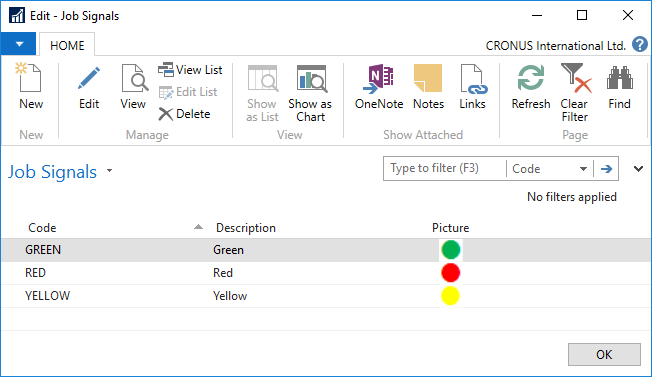 Edit - Job Signals
HOME
CRONUS International Ltd.
New
Edit
View
View List
Edit List
Delete
Show as List
Show as Chart
OneNote
Notes
Links
Refresh
Clear Filter
Find
New
Manage
View
Show Attached
Page
Job Signals
Type to filter (F3)
Code
No filters applied
Code Description Picture
GREEN Green
RED Red
YELLOW Yellow
OK